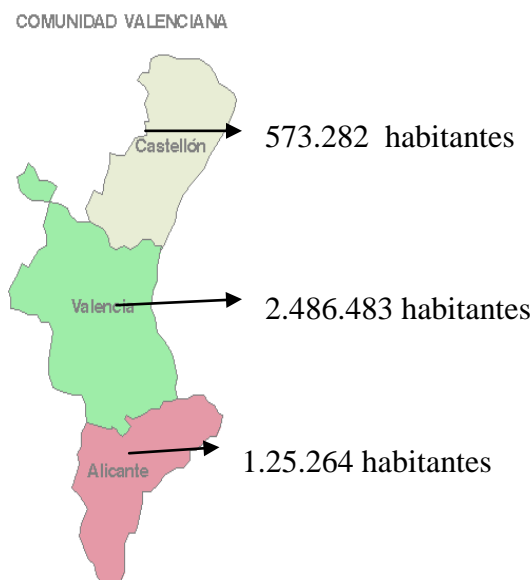 COMUNIDAD VALENCIANA
573.282 habitantes
Castellón
Valencia
2.486.483 habitantes
Alicante
1.25.264 habitantes